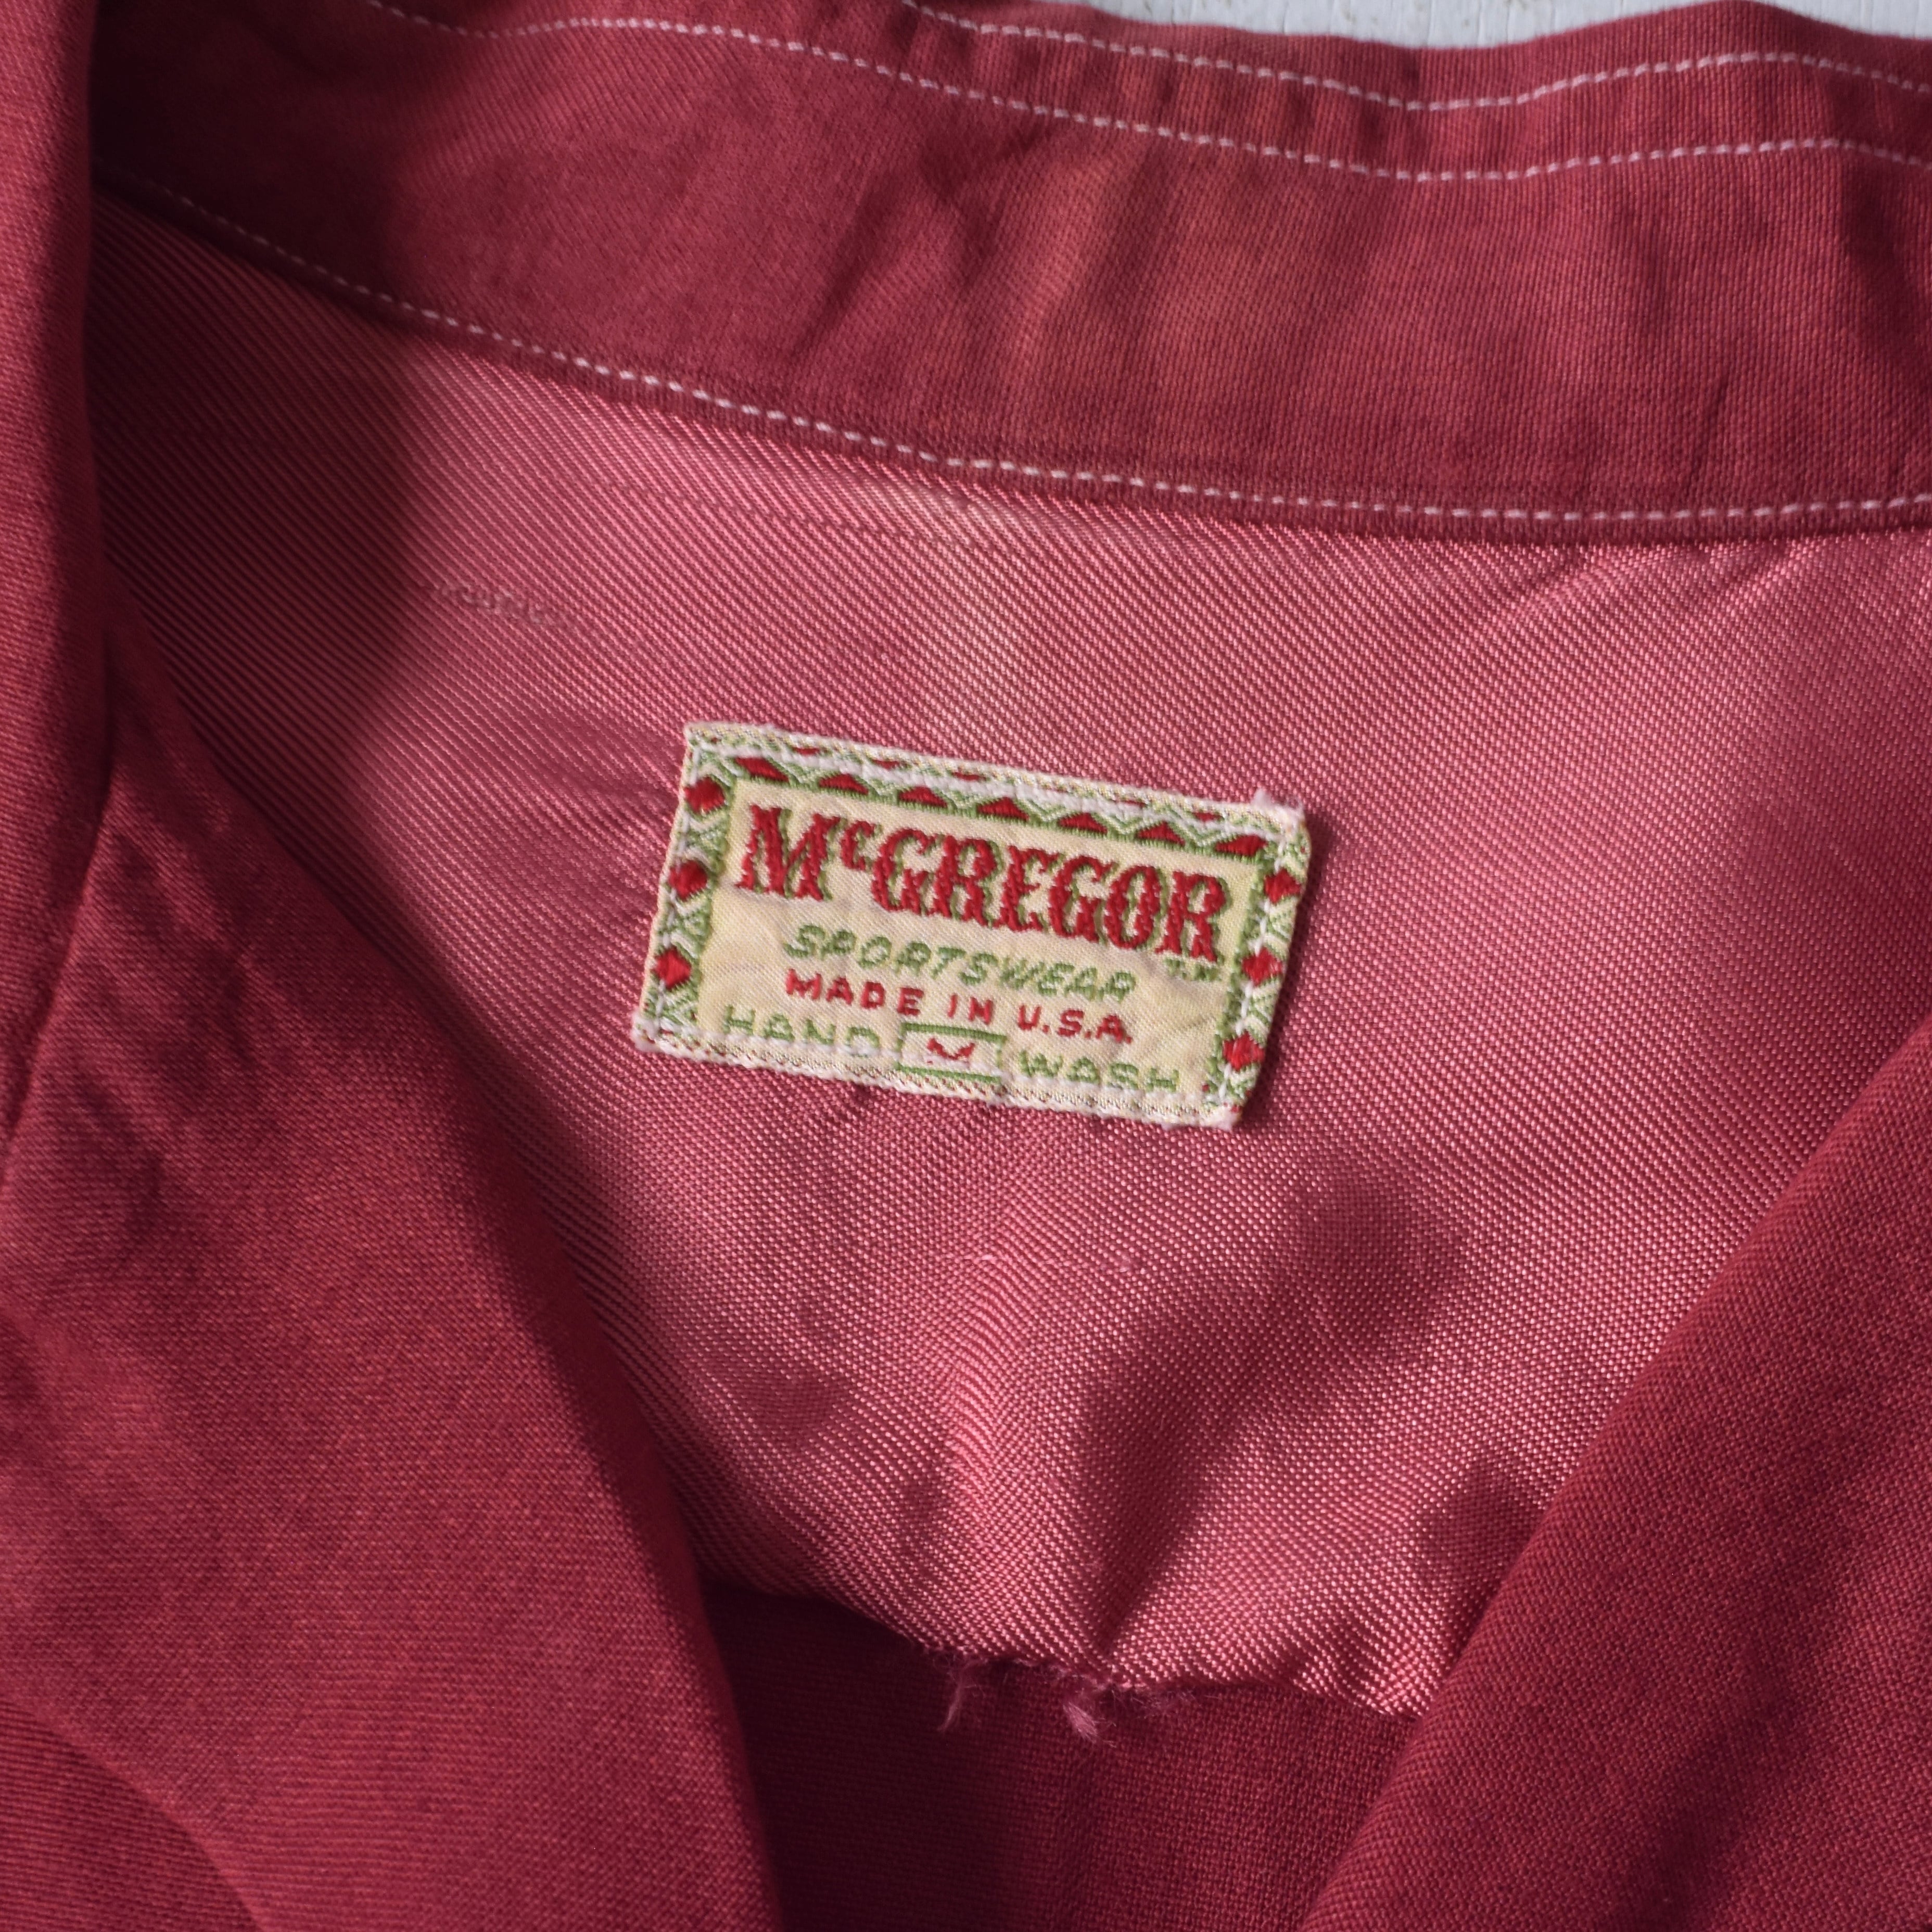 McGREGOR
T.M.
SPORTSWEAR
MADE IN U.S.A.
HAND M WASH